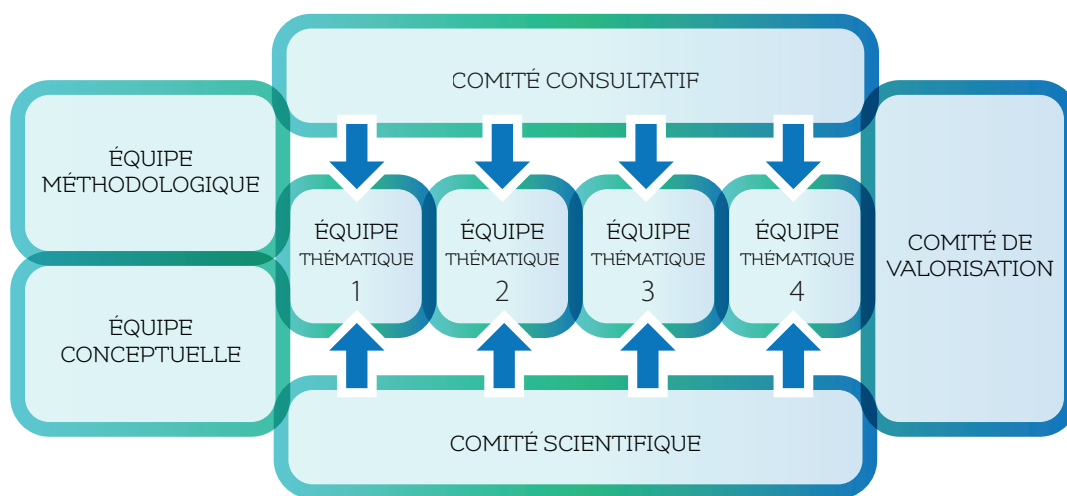 COMITÉ CONSULTATIF
ÉQUIPE
MÉTHODOLOGIQUE
ÉQUIPE
CONCEPTUELLE
ÉQUIPE
THÉMATIQUE
1
ÉQUIPE
THÉMATIQUE
2
ÉQUIPE
THÉMATIQUE
3
ÉQUIPE
THÉMATIQUE
4
COMITÉ DE
VALORISATION
COMITÉ SCIENTIFIQUE